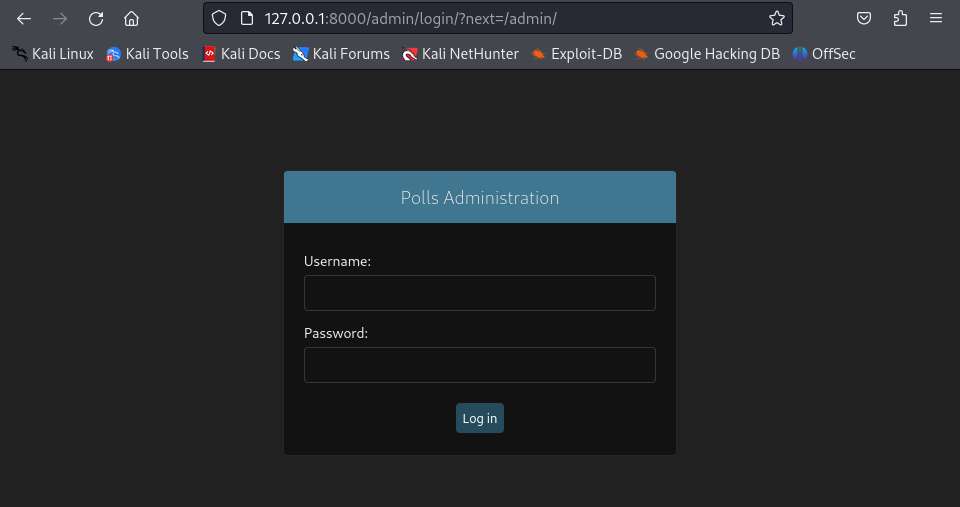 127.0.0.1:8000/admin/login/?next=/admin/
Kali Linux Kali Tools Kali Docs Kali Forums Kali NetHunter Exploit-DB Google Hacking DB OffSec
Polls Administration
Username:
Password:
Log in